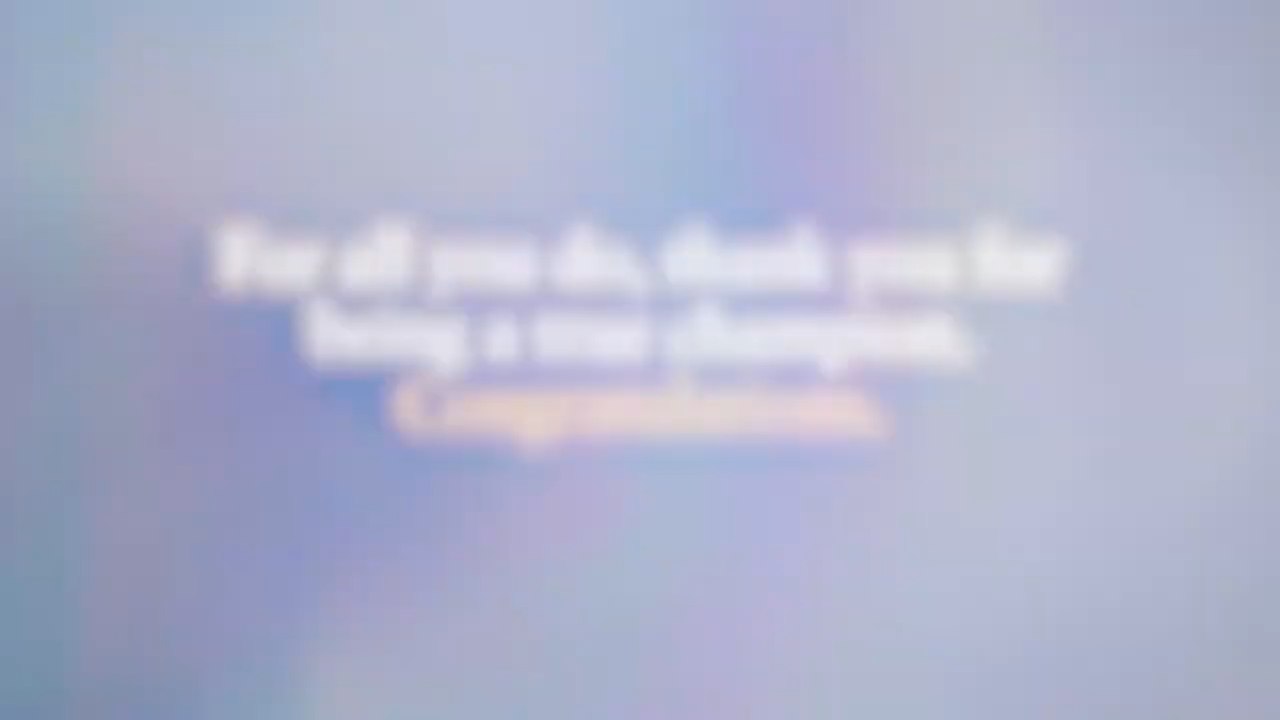 For all you do, thank you for
being a true champion.
Congratulations.